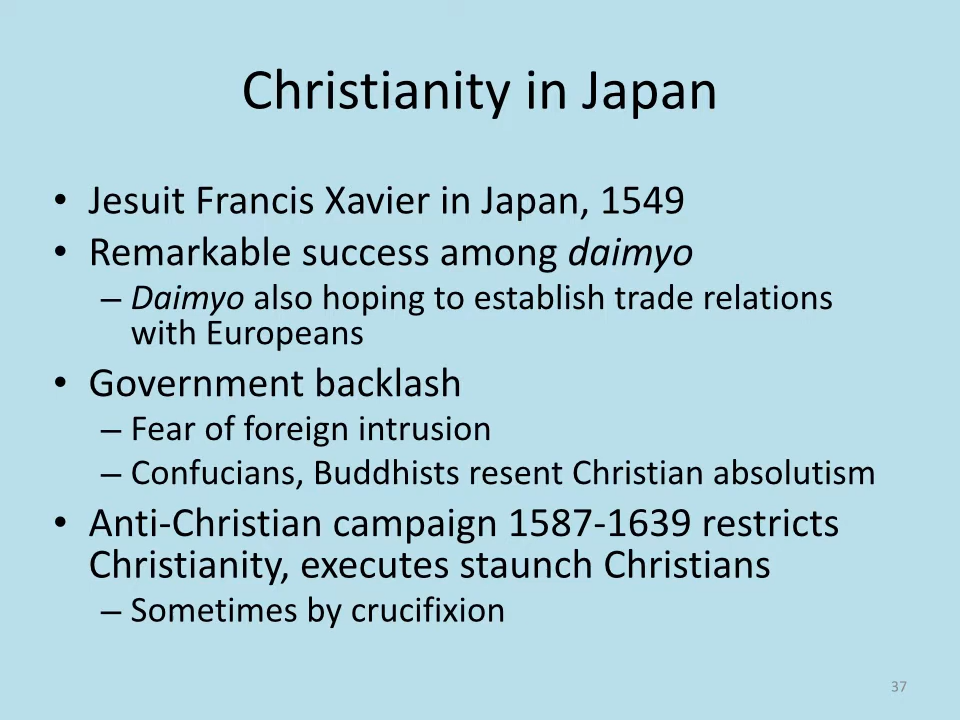 Christianity in Japan
• Jesuit Francis Xavier in Japan, 1549
• Remarkable success among daimyo
– Daimyo also hoping to establish trade relations
with Europeans
• Government backlash
– Fear of foreign intrusion
– Confucians, Buddhists resent Christian absolutism
• Anti-Christian campaign 1587-1639 restricts
Christianity, executes staunch Christians
– Sometimes by crucifixion
37